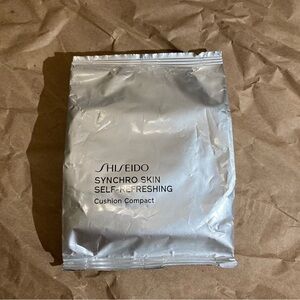 SHISEIDO
SYNCHRO SKIN
SELF-REFRESHING
Cushion Compact